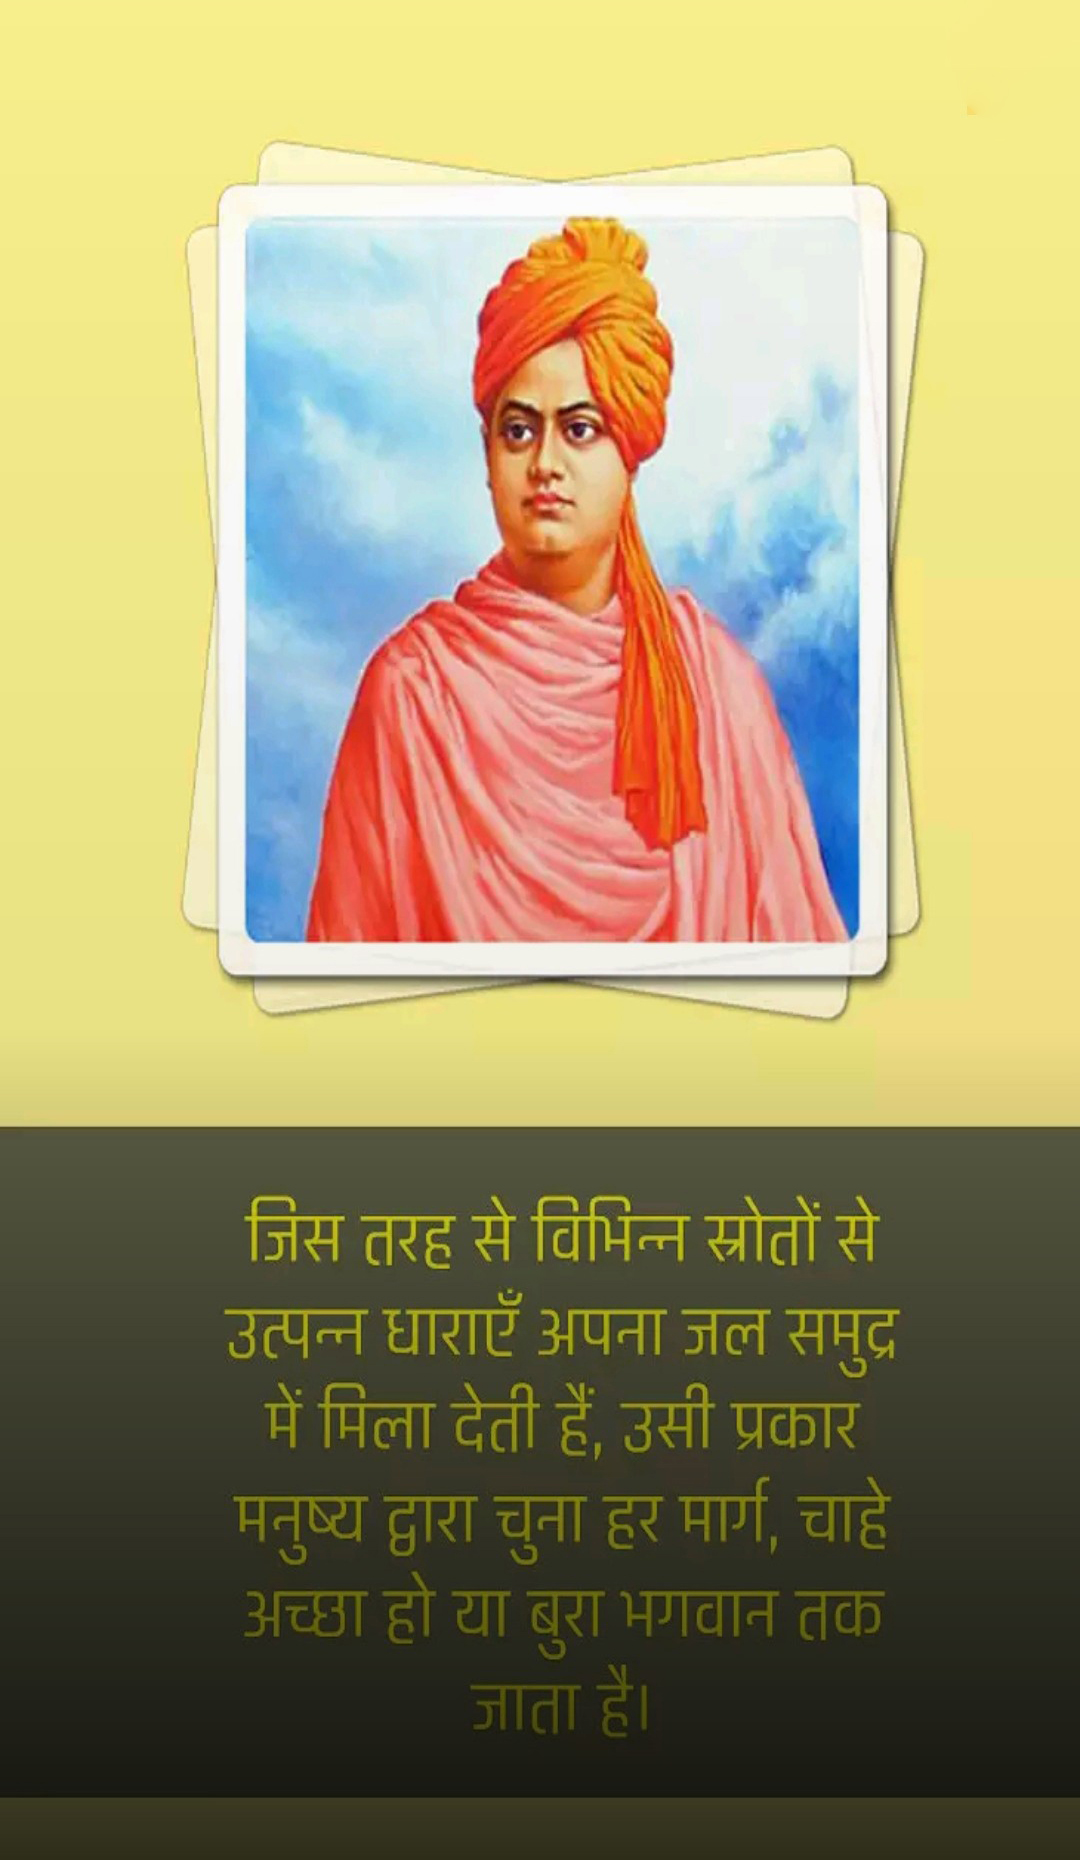 जिस तरह से विभिन्न स्रोतों से
उत्पन्न धाराएँ अपना जल समुद्र
में मिला देती हैं, उसी प्रकार
मनुष्य द्वारा चुना हर मार्ग, चाहे
अच्छा हो या बुरा भगवान तक
जाता है।